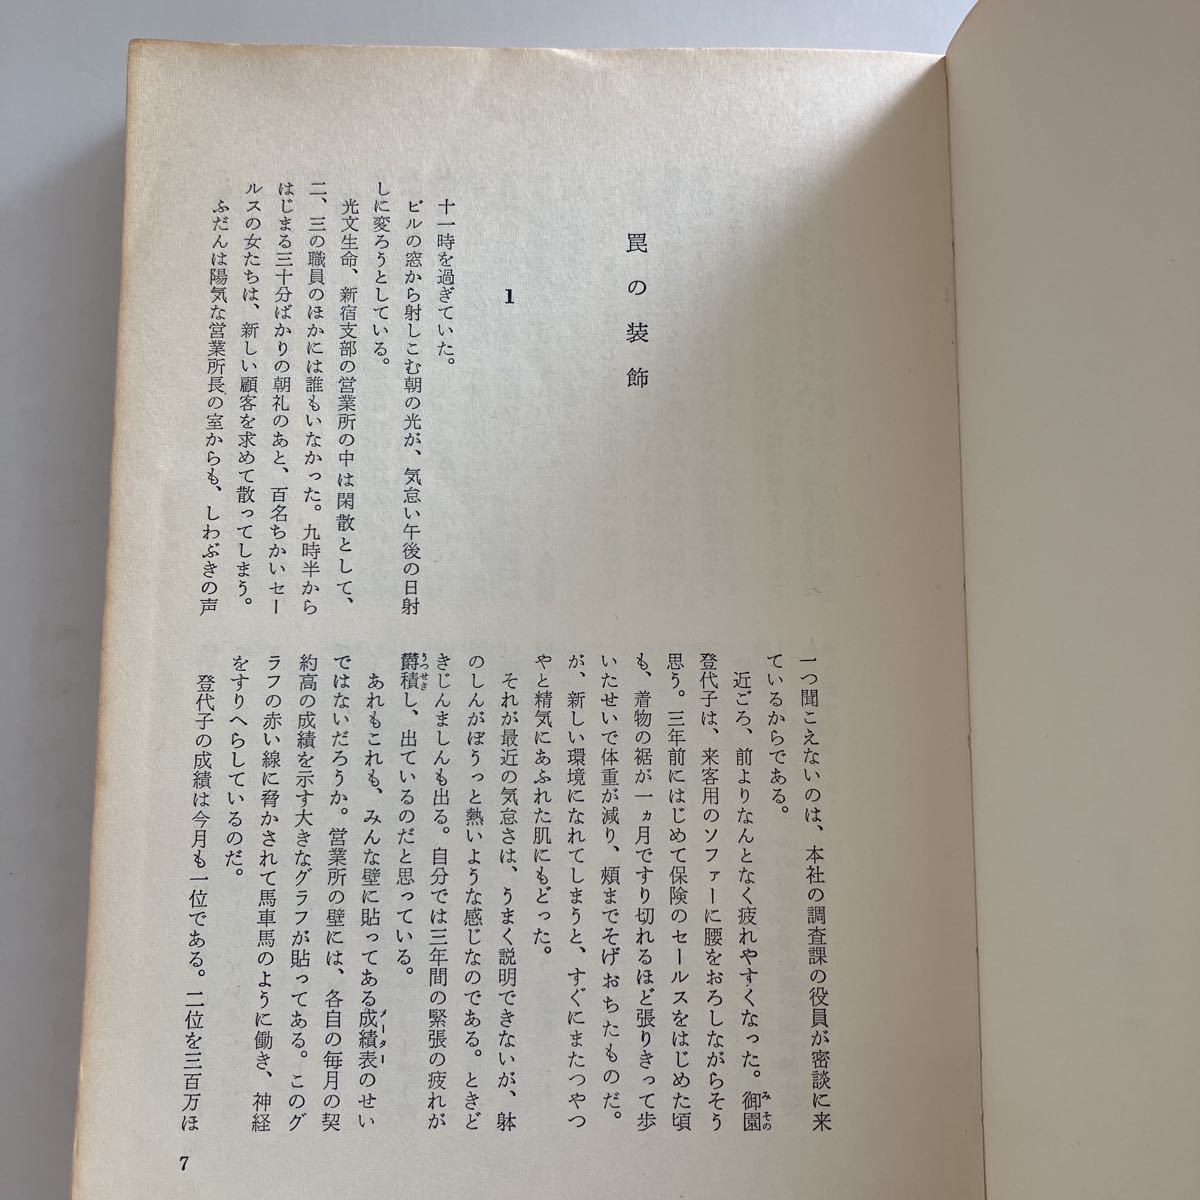 罠の装飾
1
十一時を過ぎていた。
ビルの窓から射しこむ朝の光が、気怠い午後の日射
しに変ろうとしている。
光文生命、新宿支部の営業所の中は閑散として、
二、三の職員のほかには誰もいなかった。九時半から
はじまる三十分ばかりの朝礼のあと、百名ちかいセー
ルスの女たちは、新しい顧客を求めて散ってしまう。
ふだんは陽気な営業所長の室からも、しわぶきの声
一つ聞こえないのは、本社の調査課の役員が密談に来
ているからである。
近ごろ、前よりなんとなく疲れやすくなった。御園
みその
登代子は、来客用のソファーに腰をおろしながらそう
思う。三年前にはじめて保険のセールスをはじめた頃
も、着物の裾が一ヵ月ですり切れるほど張りきって歩
いたせいで体重が減り、頰までそげおちたものだ。
が、新しい環境になれてしまうと、すぐにまたつやつ
やと精気にあふれた肌にもどった。
それが最近の気怠さは、うまく説明できないが、躰
のしんがぼうっと熱いような感じなのである。ときど
きじんましんも出る。自分では三年間の緊張の疲れが
欝積し、出ているのだと思っている。
うつせき
あれもこれも、みんな壁に貼ってある成績表のせい
メーター
ではないだろうか。営業所の壁には、各自の毎月の契
約高の成績を示す大きなグラフが貼ってある。このグ
ラフの赤い線に脅かされて馬車馬のように働き、神経
をすりへらしているのだ。
登代子の成績は今月も一位である。二位を三百万ほ
7